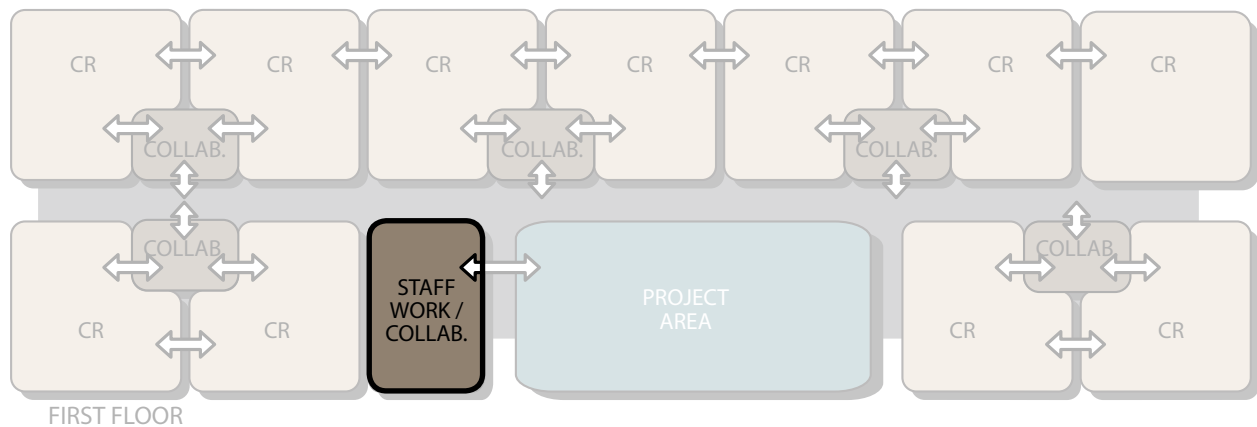 CR
CR
CR
CR
CR
CR
CR
COLLAB.
COLLAB.
COLLAB.
COLLAB.
COLLAB.
STAFF
WORK /
COLLAB.
PROJECT
AREA
CR
CR
CR
CR
FIRST FLOOR